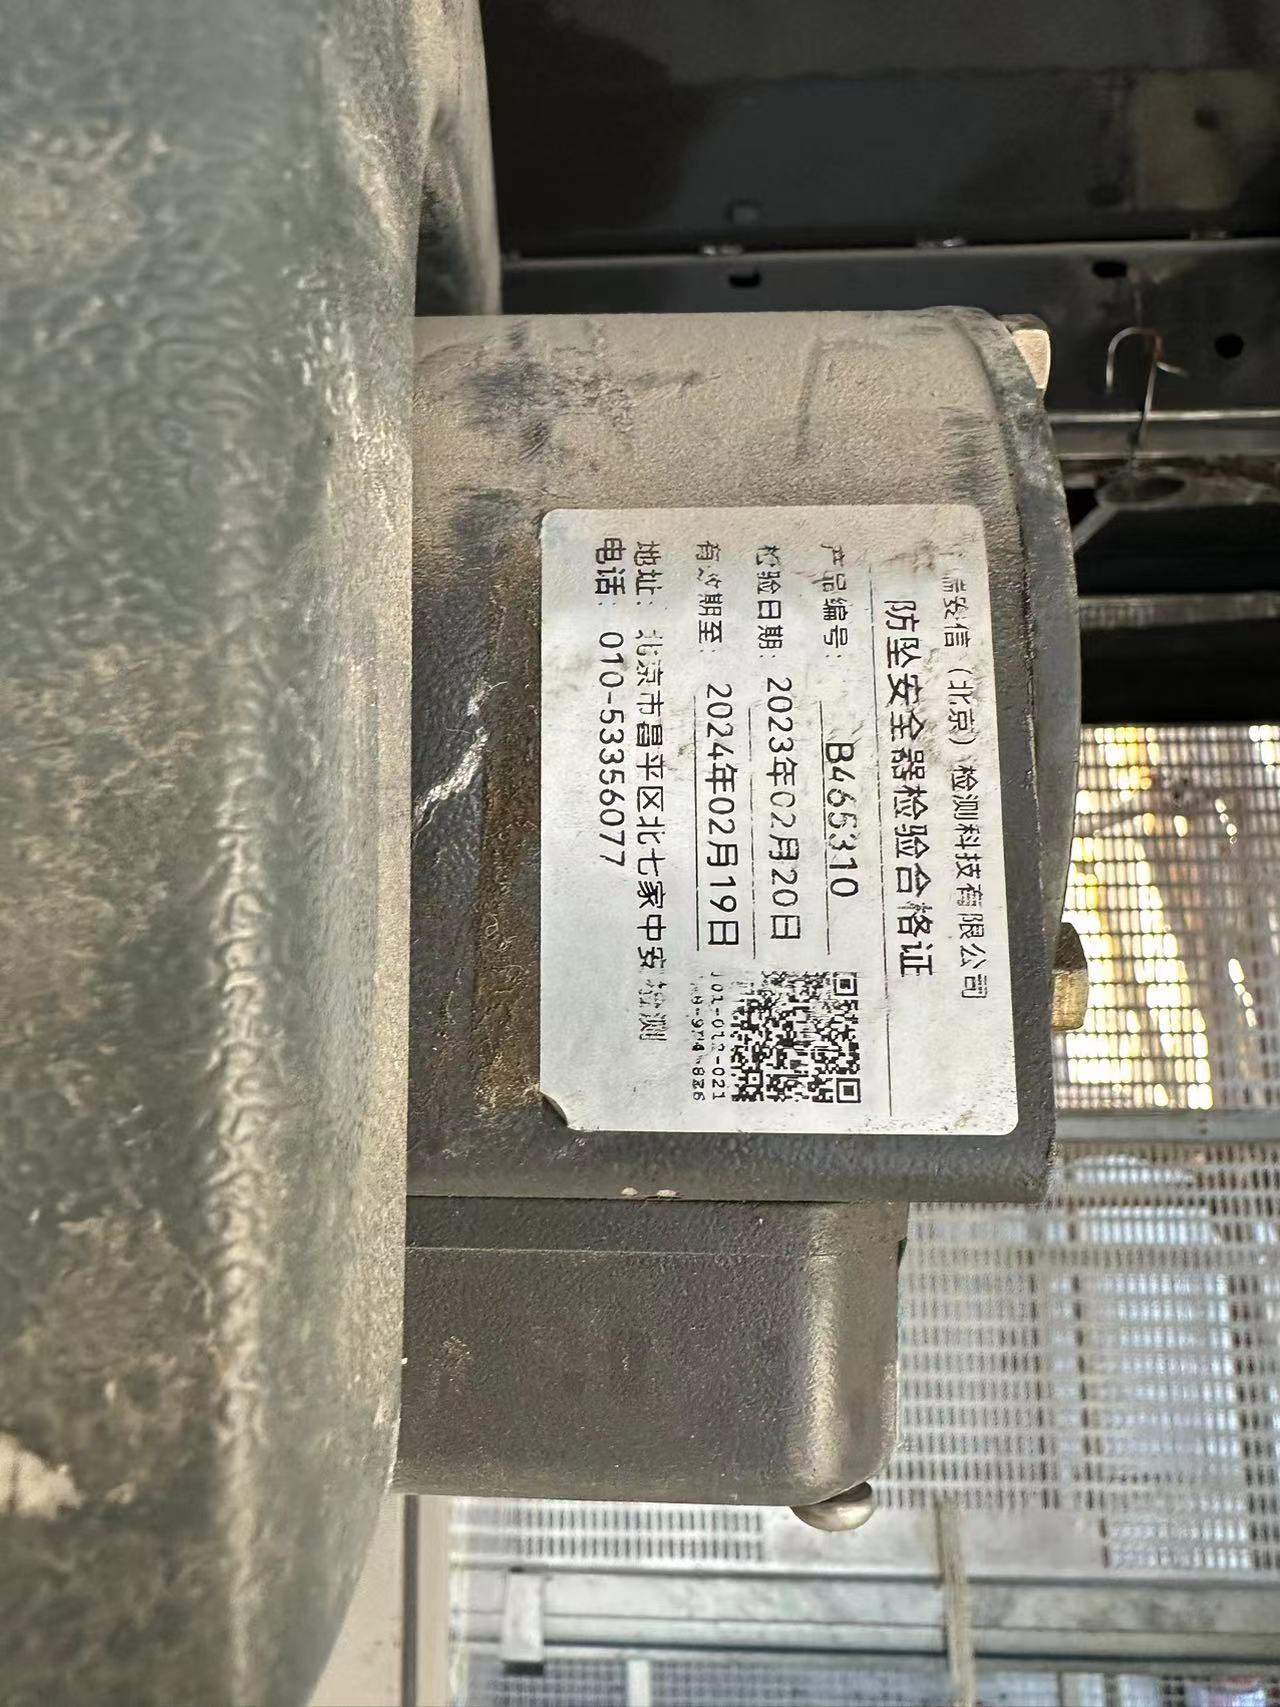 瑞安信（北京）检测科技有限公司
防坠安全器检验合格证
产品编号： B465310
检验日期： 2023年02月20日
有效期至： 2024年02月19日
地址： 北京市昌平区北七家中安检测
电话： 010-53356077